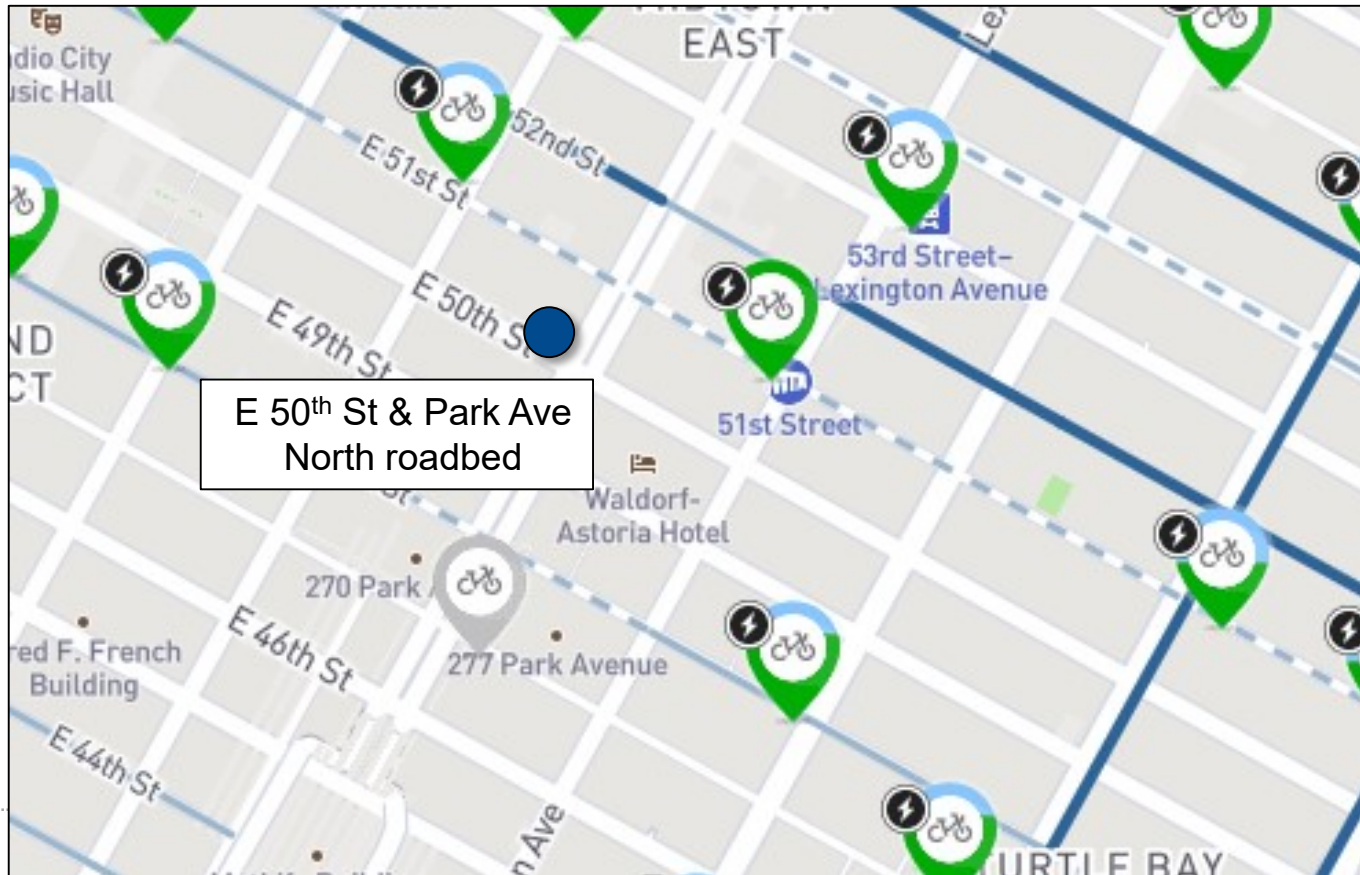 EAST
dio City
usic Hall
52nd St
E 51st St
53rd Street–
Lexington Avenue
E 50th St
E 49th St
ND
CT
E 50th St & Park Ave
North roadbed
51st Street
St
Waldorf-
Astoria Hotel
270 Park
277 Park Avenue
E 46th St
red F. French
Building
E 44th St
n Ave
TURTLE BAY